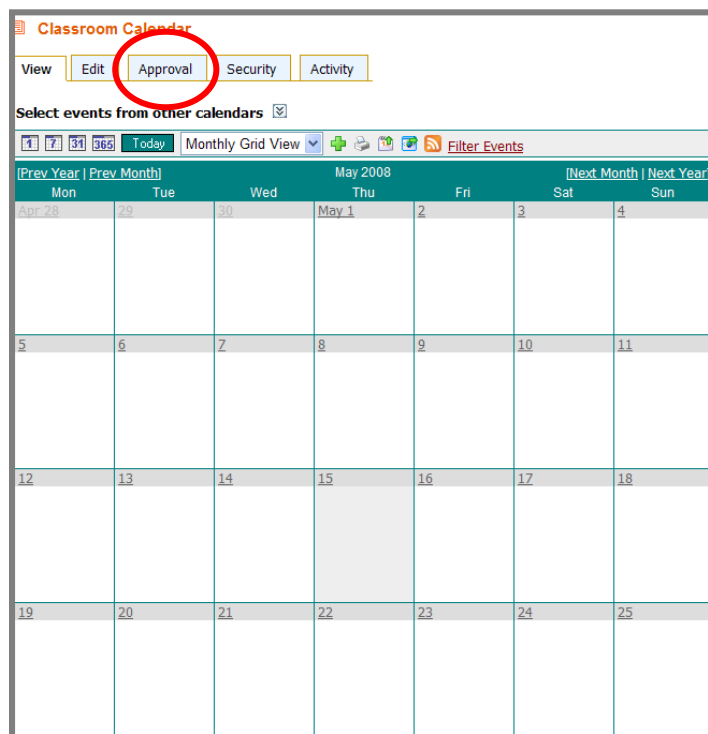 Classroom Calendar
View Edit Approval Security Activity
Select events from other calendars
1 7 31 365 Today Monthly Grid View Filter Events
[Prev Year | Prev Month] May 2008 [Next Month | Next Year]
Mon Tue Wed Thu Fri Sat Sun
Apr 28 29 30 May 1 2 3 4
5 6 7 8 9 10 11
12 13 14 15 16 17 18
19 20 21 22 23 24 25